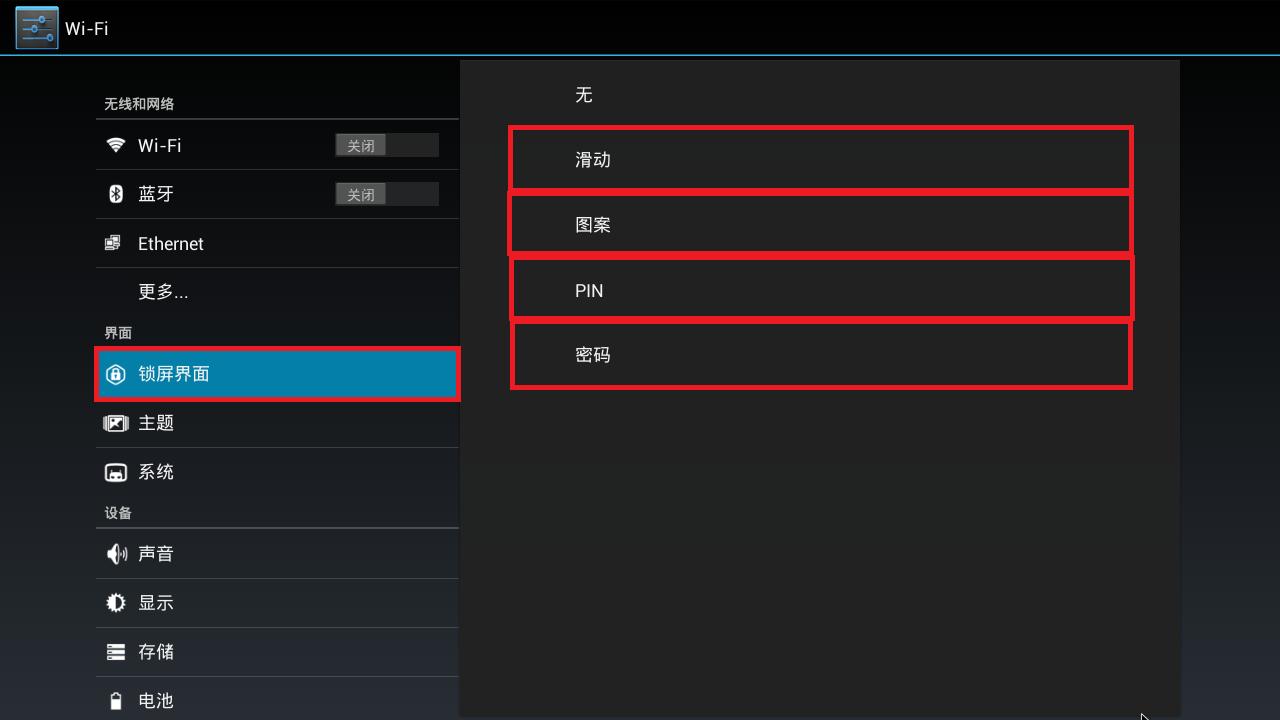 Wi-Fi
无线和网络
Wi-Fi 关闭
蓝牙 关闭
Ethernet
更多...
界面
锁屏界面
主题
系统
设备
声音
显示
存储
电池
无
滑动
图案
PIN
密码